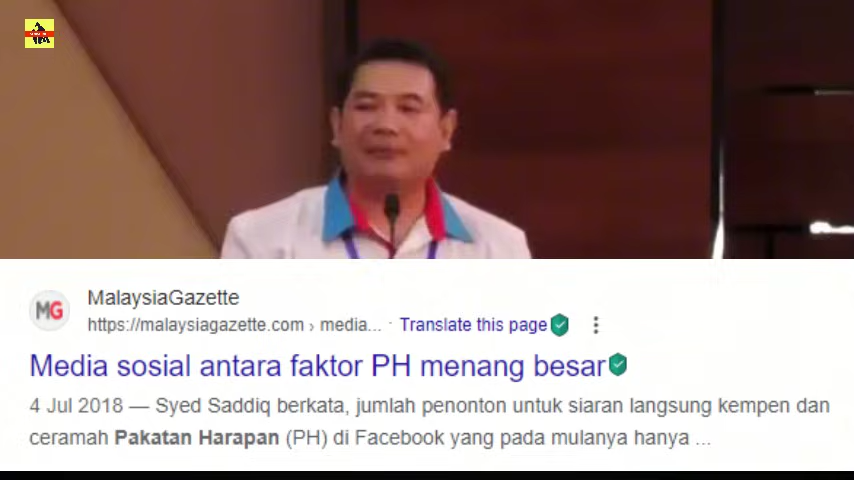 MG
MalaysiaGazette
https://malaysiagazette.com › media... · Translate this page
Media sosial antara faktor PH menang besar
4 Jul 2018 — Syed Saddiq berkata, jumlah penonton untuk siaran langsung kempen dan
ceramah Pakatan Harapan (PH) di Facebook yang pada mulanya hanya ...